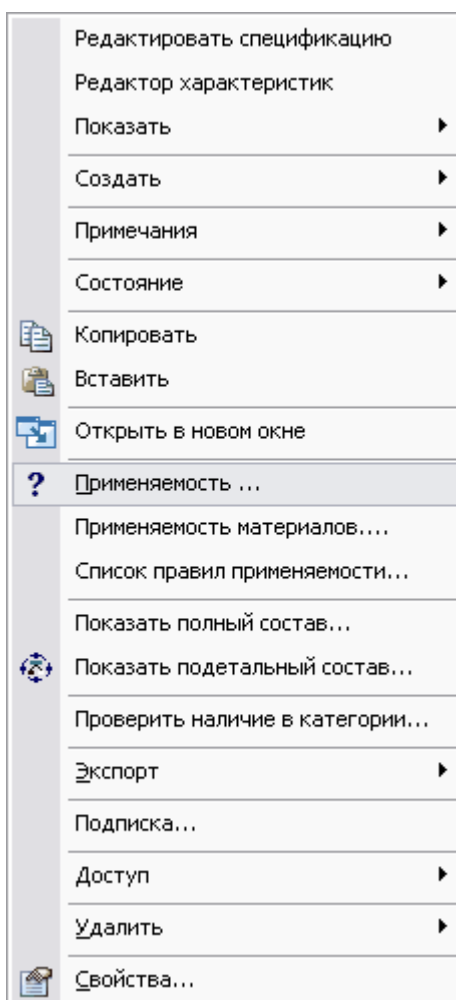 Редактировать спецификацию
Редактор характеристик
Показать
Создать
Примечания
Состояние
Копировать
Вставить
Открыть в новом окне
? Применяемость ...
Применяемость материалов....
Список правил применяемости...
Показать полный состав...
Показать подетальный состав...
Проверить наличие в категории...
Экспорт
Подписка...
Доступ
Удалить
Свойства...